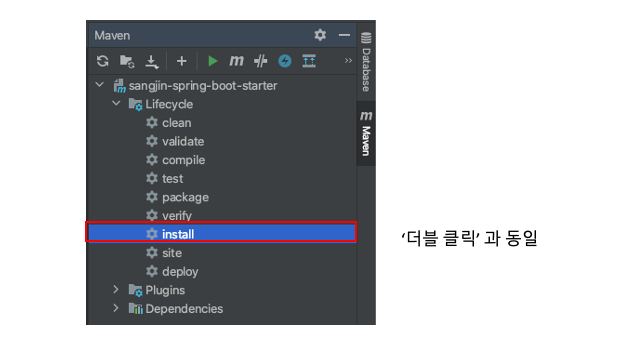 Maven
m
»
sangjin-spring-boot-starter
Lifecycle
clean
validate
compile
test
package
verify
install
site
deploy
Plugins
Dependencies
Database
m
Maven
‘더블 클릭’ 과 동일